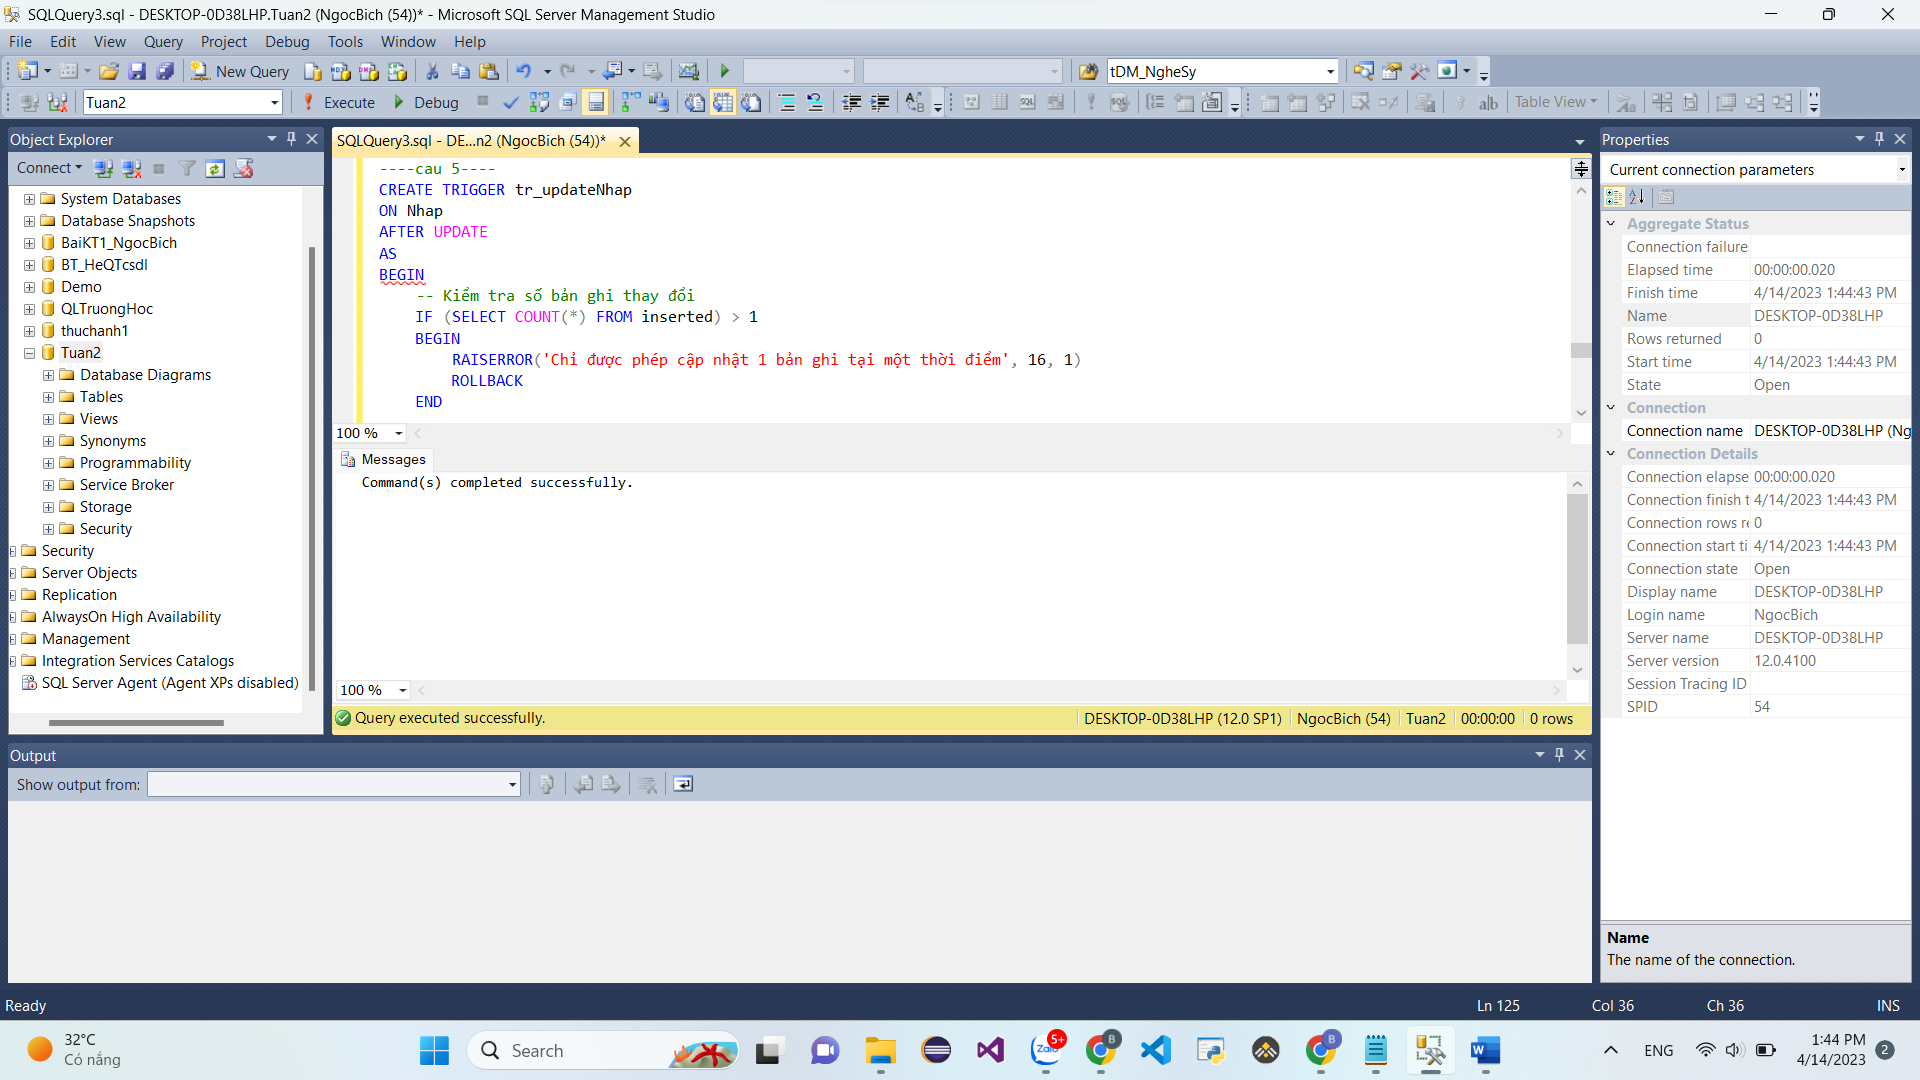 SQLQuery3.sql - DESKTOP-0D38LHP.Tuan2 (NgocBich (54))* - Microsoft SQL Server Management Studio
File Edit View Query Project Debug Tools Window Help
New Query tDM_NgheSy
Tuan2 Execute Debug Table View
Object Explorer
Connect
System Databases
Database Snapshots
BaiKT1_NgocBich
BT_HeQTcsdl
Demo
QLTruongHoc
thuchanh1
Tuan2
Database Diagrams
Tables
Views
Synonyms
Programmability
Service Broker
Storage
Security
Security
Server Objects
Replication
AlwaysOn High Availability
Management
Integration Services Catalogs
SQL Server Agent (Agent XPs disabled)
SQLQuery3.sql - DE...n2 (NgocBich (54))*
----cau 5----
CREATE TRIGGER tr_updateNhap
ON Nhap
AFTER UPDATE
AS
BEGIN
-- Kiểm tra số bản ghi thay đổi
IF (SELECT COUNT(*) FROM inserted) > 1
BEGIN
RAISERROR('Chỉ được phép cập nhật 1 bản ghi tại một thời điểm', 16, 1)
ROLLBACK
END
100 %
Messages
Command(s) completed successfully.
100 %
Query executed successfully. DESKTOP-0D38LHP (12.0 SP1) NgocBich (54) Tuan2 00:00:00 0 rows
Properties
Current connection parameters
Aggregate Status
Connection failure
Elapsed time 00:00:00.020
Finish time 4/14/2023 1:44:43 PM
Name DESKTOP-0D38LHP
Rows returned 0
Start time 4/14/2023 1:44:43 PM
State Open
Connection
Connection name DESKTOP-0D38LHP (Ng
Connection Details
Connection elapse 00:00:00.020
Connection finish t 4/14/2023 1:44:43 PM
Connection rows re 0
Connection start ti 4/14/2023 1:44:43 PM
Connection state Open
Display name DESKTOP-0D38LHP
Login name NgocBich
Server name DESKTOP-0D38LHP
Server version 12.0.4100
Session Tracing ID
SPID 54
Name
The name of the connection.
Output
Show output from:
Ready Ln 125 Col 36 Ch 36 INS
32°C
Có nắng
Search
Zalo
5+
B
B
ENG
1:44 PM
4/14/2023
2